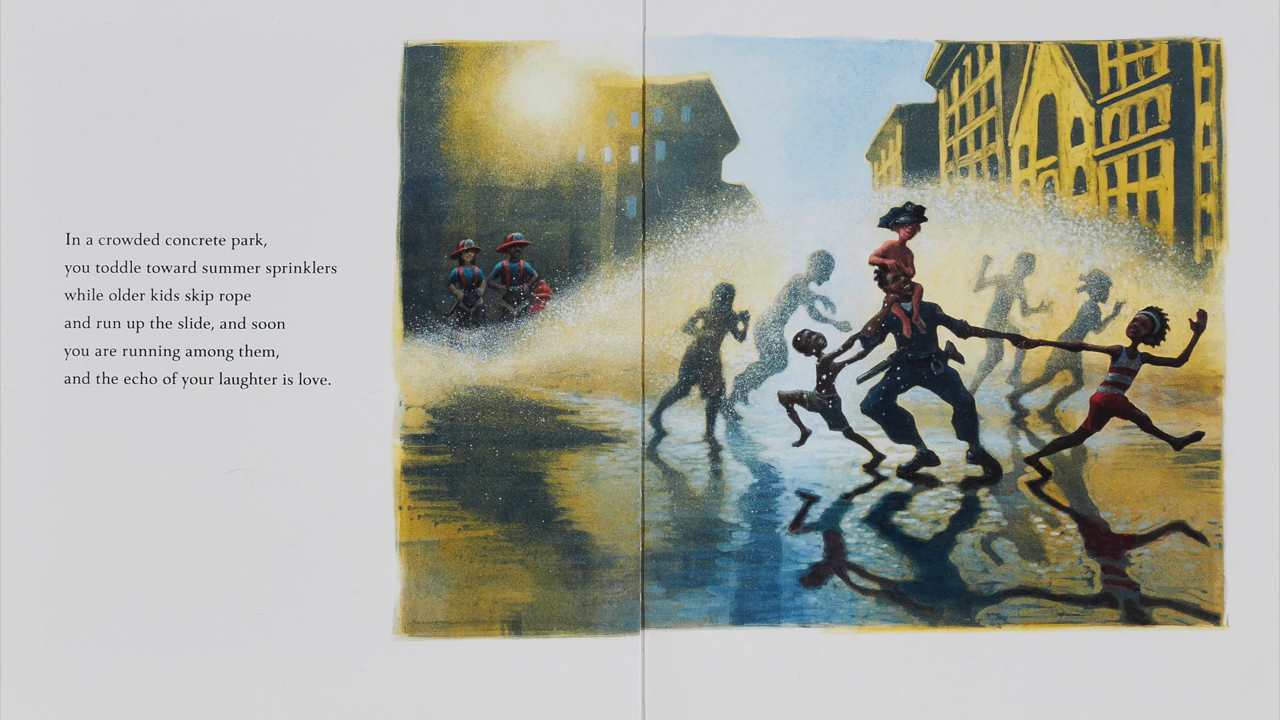 In a crowded concrete park,
you toddle toward summer sprinklers
while older kids skip rope
and run up the slide, and soon
you are running among them,
and the echo of your laughter is love.